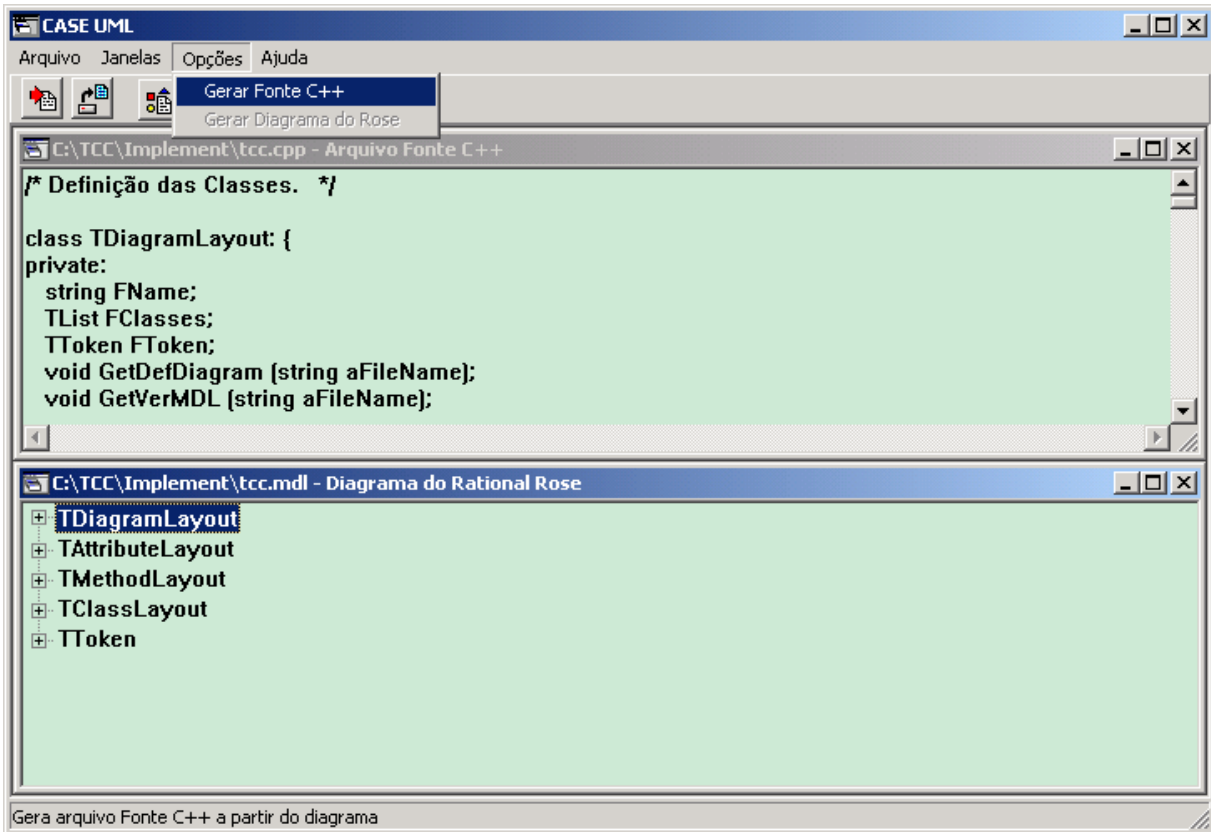 CASE UML
Arquivo Janelas Opções Ajuda
Gerar Fonte C++
Gerar Diagrama do Rose
C:\TCC\Implement\tcc.cpp - Arquivo Fonte C++
/* Definição das Classes.   */
class TDiagramLayout: {
private:
string FName;
TList FClasses;
TToken FToken;
void GetDefDiagram (string aFileName);
void GetVerMDL (string aFileName);
C:\TCC\Implement\tcc.mdl - Diagrama do Rational Rose
TDiagramLayout
TAttributeLayout
TMethodLayout
TClassLayout
TToken
Gera arquivo Fonte C++ a partir do diagrama